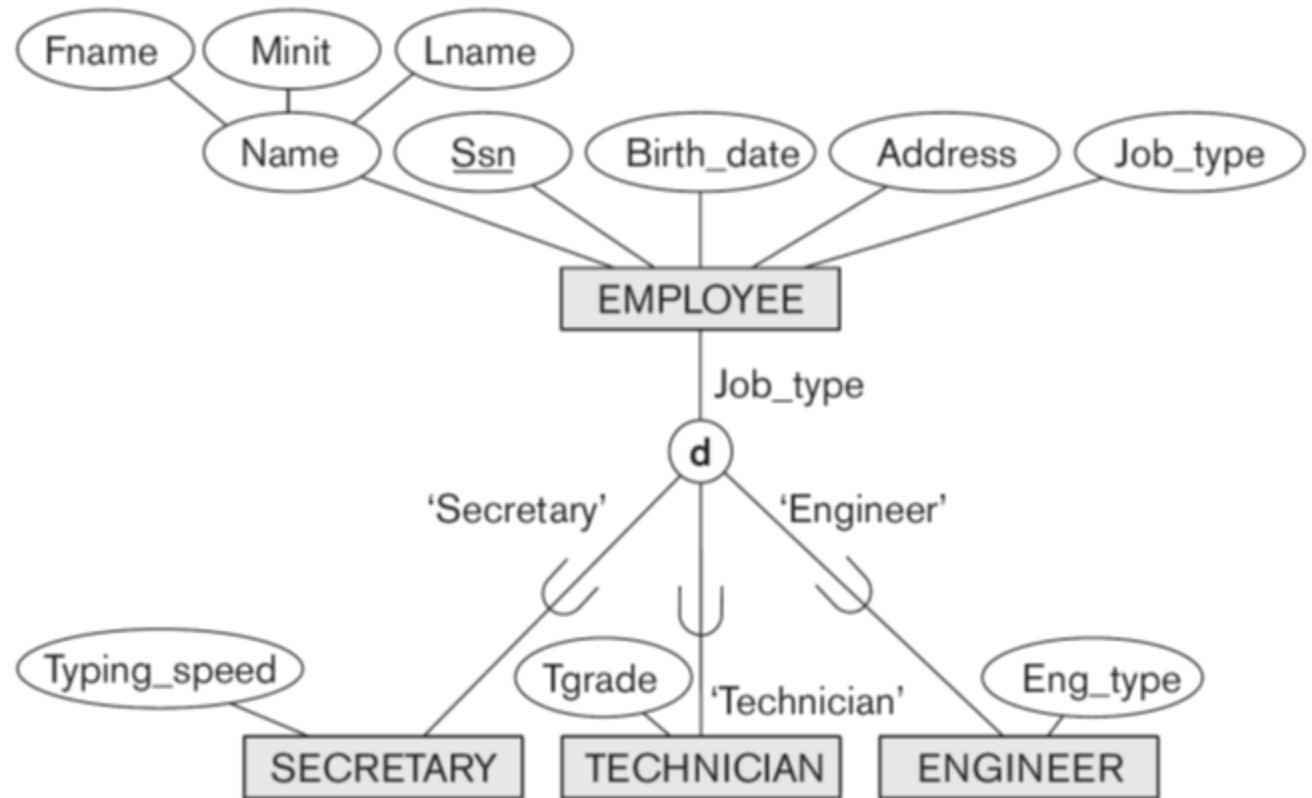 Fname Minit Lname
Name Ssn Birth_date Address Job_type
EMPLOYEE
Job_type
d
‘Secretary’ ‘Engineer’
Typing_speed Tgrade Eng_type
‘Technician’
SECRETARY TECHNICIAN ENGINEER